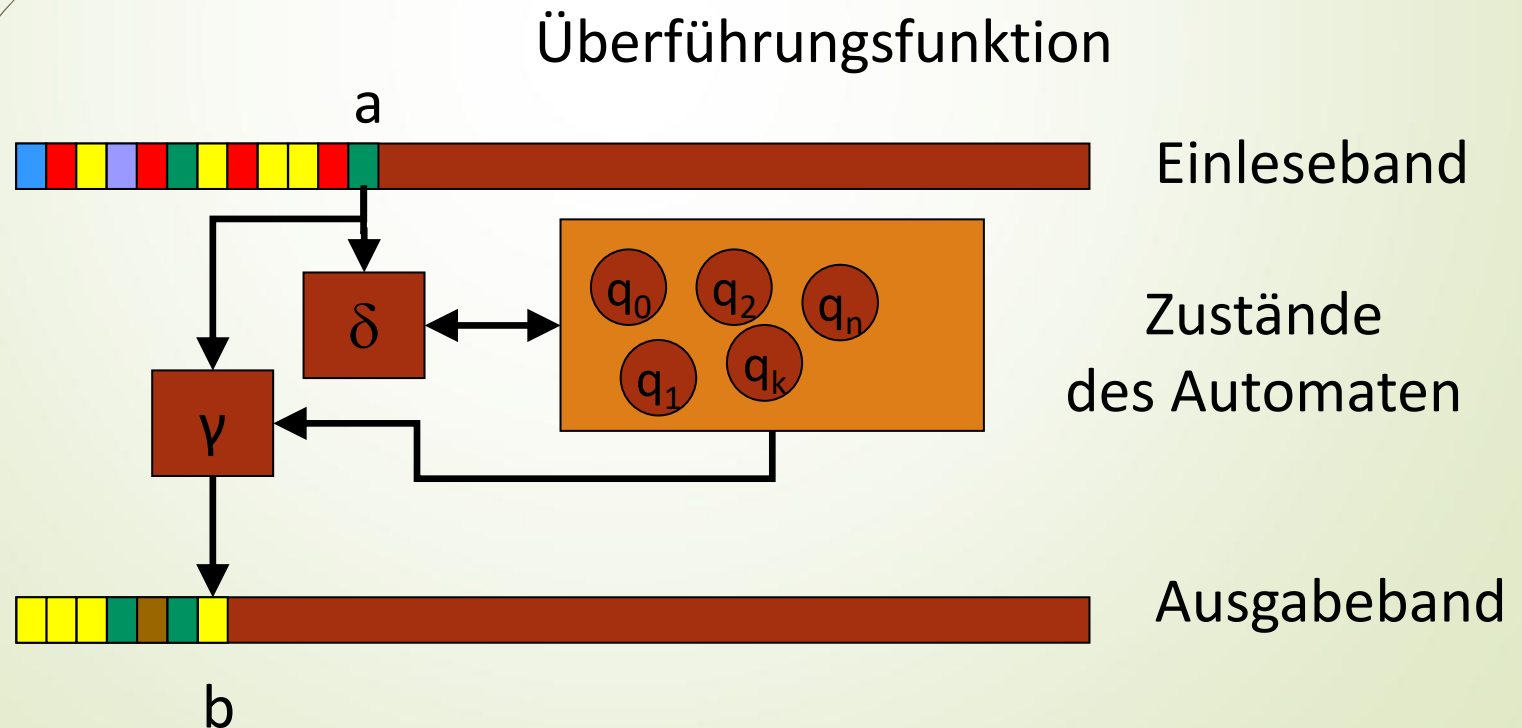 Überführungsfunktion
a
Einleseband
q₀ q₂ qₙ
δ
Zustände
des Automaten
q₁ qₖ
γ
Ausgabeband
b